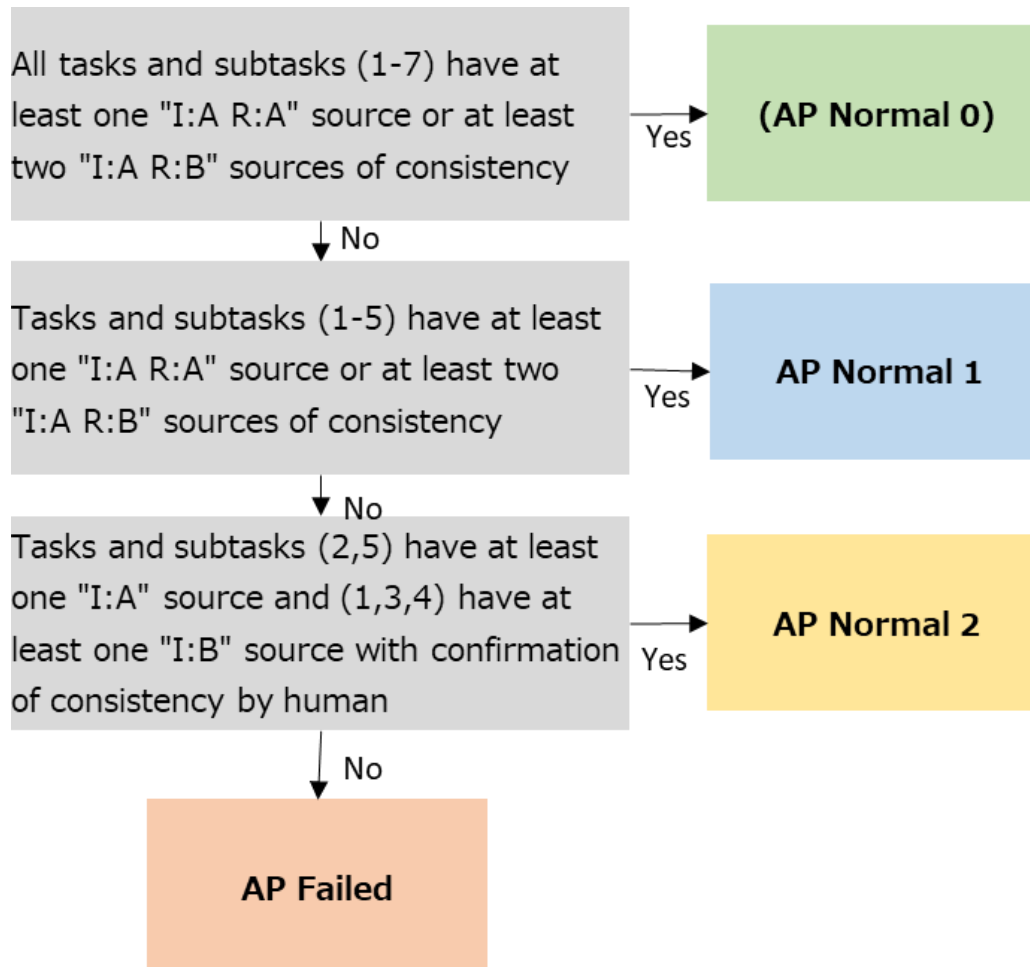 All tasks and subtasks (1-7) have at
least one "I:A R:A" source or at least
two "I:A R:B" sources of consistency
Yes
(AP Normal 0)
No
Tasks and subtasks (1-5) have at least
one "I:A R:A" source or at least two
"I:A R:B" sources of consistency
Yes
AP Normal 1
No
Tasks and subtasks (2,5) have at least
one "I:A" source and (1,3,4) have at
least one "I:B" source with confirmation
of consistency by human
Yes
AP Normal 2
No
AP Failed